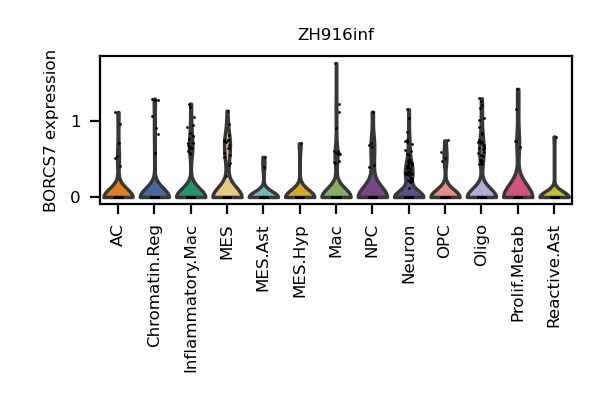 ZH916inf
BORCS7 expression
1
0
AC
Chromatin.Reg
Inflammatory.Mac
MES
MES.Ast
MES.Hyp
Mac
NPC
Neuron
OPC
Oligo
Prolif.Metab
Reactive.Ast